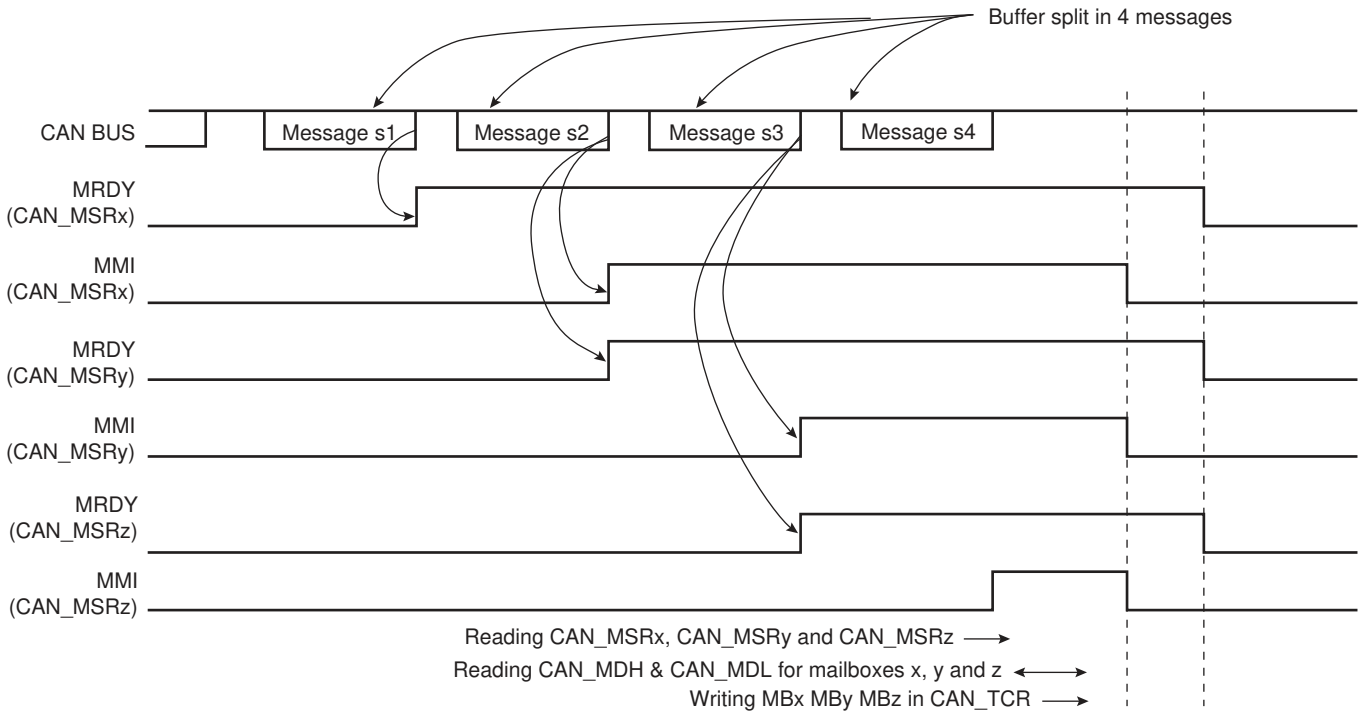 Buffer split in 4 messages
CAN BUS
Message s1
Message s2
Message s3
Message s4
MRDY
(CAN_MSRx)
MMI
(CAN_MSRx)
MRDY
(CAN_MSRy)
MMI
(CAN_MSRy)
MRDY
(CAN_MSRz)
MMI
(CAN_MSRz)
Reading CAN_MSRx, CAN_MSRy and CAN_MSRz
Reading CAN_MDH & CAN_MDL for mailboxes x, y and z
Writing MBx MBy MBz in CAN_TCR